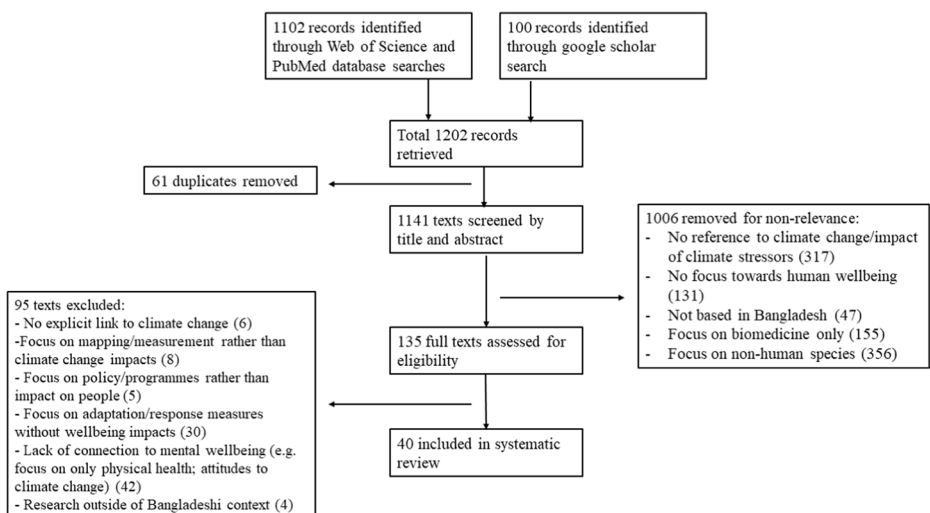 1102 records identified
through Web of Science and
PubMed database searches
100 records identified
through google scholar
search
Total 1202 records
retrieved
61 duplicates removed
1141 texts screened by
title and abstract
1006 removed for non-relevance:
- No reference to climate change/impact
of climate stressors (317)
- No focus towards human wellbeing
(131)
- Not based in Bangladesh (47)
- Focus on biomedicine only (155)
- Focus on non-human species (356)
135 full texts assessed for
eligibility
95 texts excluded:
- No explicit link to climate change (6)
-Focus on mapping/measurement rather than
climate change impacts (8)
- Focus on policy/programmes rather than
impact on people (5)
- Focus on adaptation/response measures
without wellbeing impacts (30)
- Lack of connection to mental wellbeing (e.g.
focus on only physical health; attitudes to
climate change) (42)
- Research outside of Bangladeshi context (4)
40 included in systematic
review